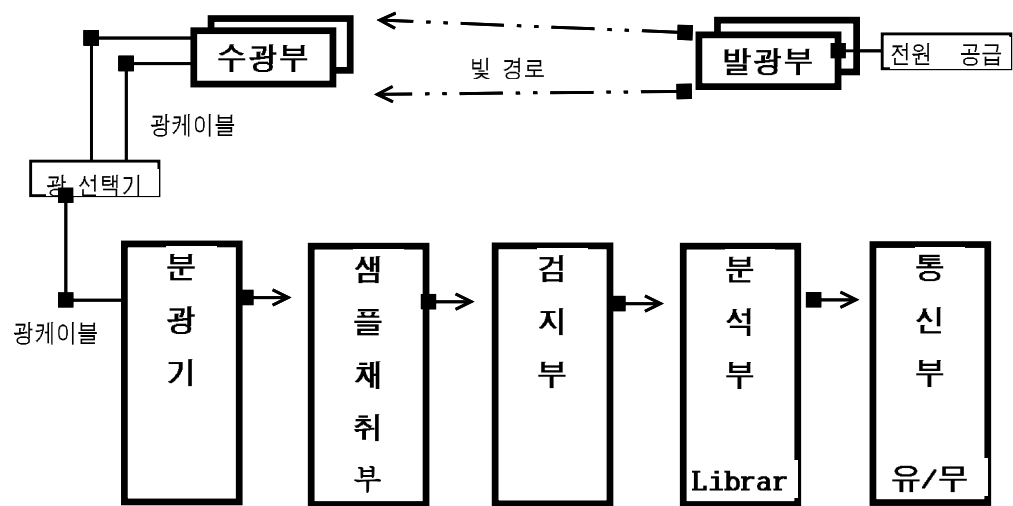 수광부
발광부
전원 공급
빛 경로
광케이블
광 선택기
광케이블
분광기
샘플채취부
검지부
분석부
Librar
통신부
유/무